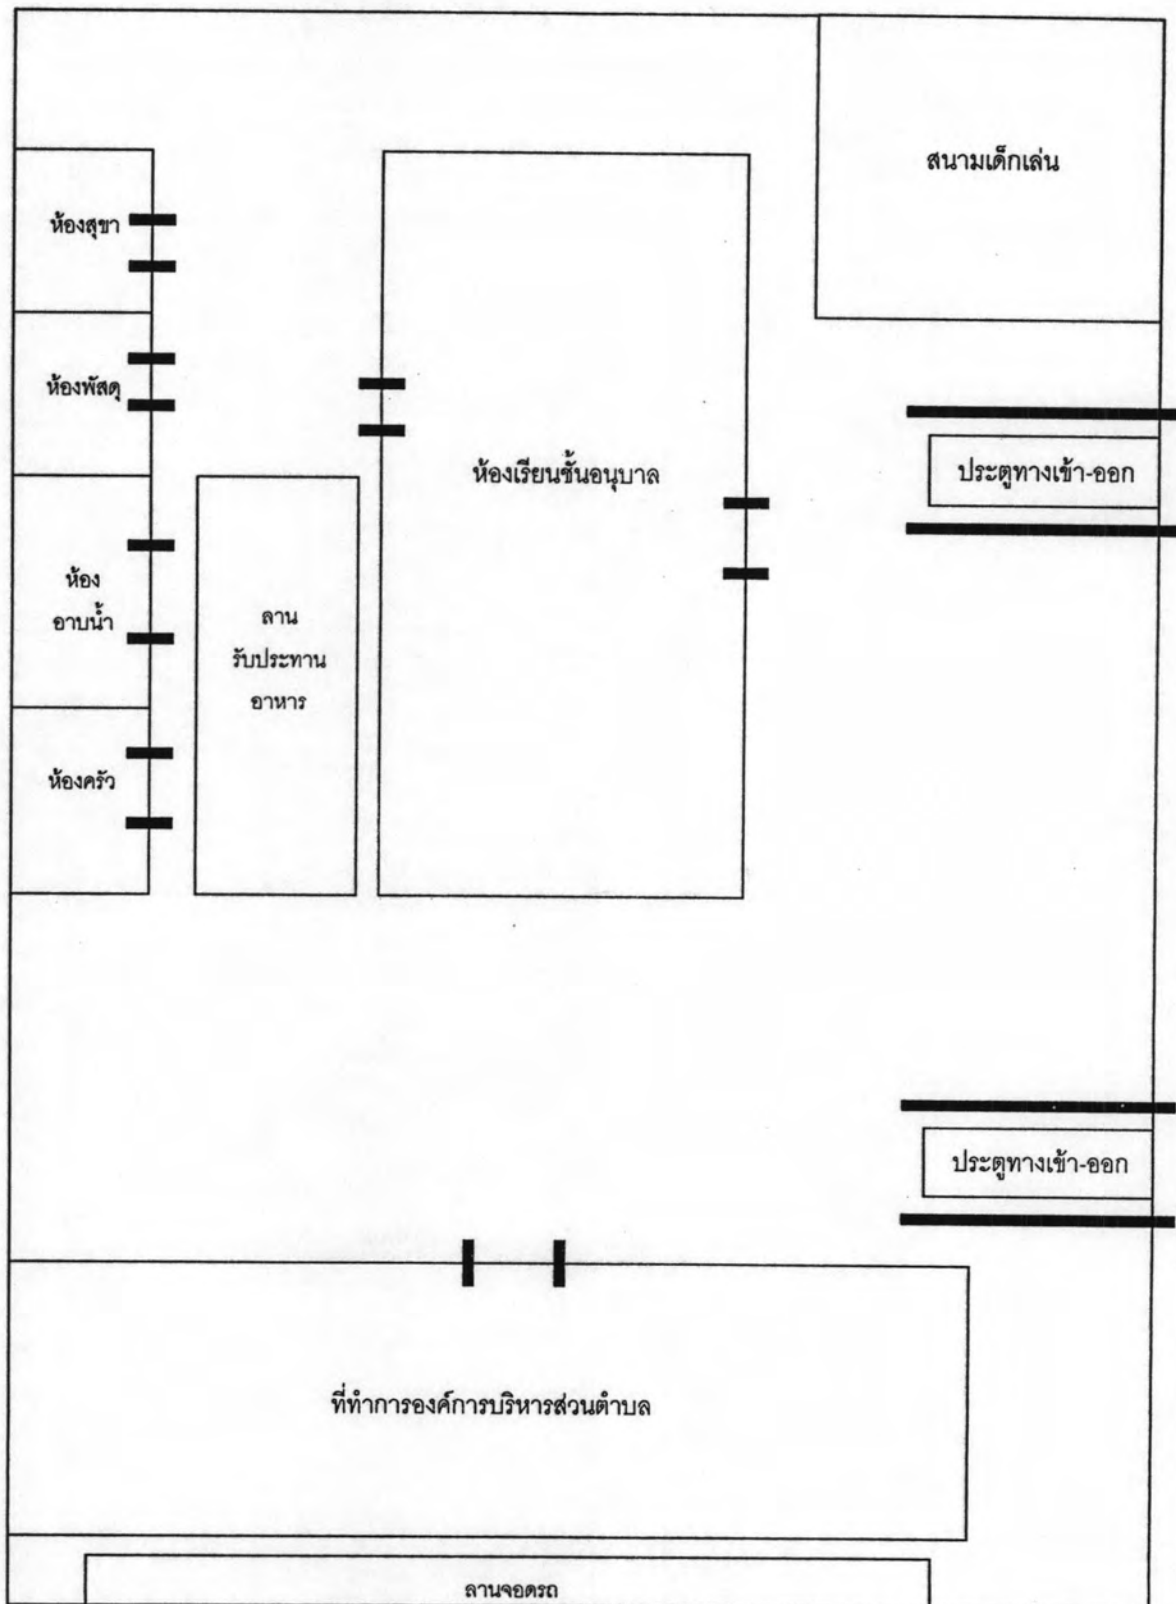 สนามเด็กเล่น
ห้องสุขา
ห้องพัสดุ
ห้องเรียนชั้นอนุบาล
ประตูทางเข้า-ออก
ห้อง
อาบน้ำ
ลาน
รับประทาน
อาหาร
ห้องครัว
ประตูทางเข้า-ออก
ที่ทำการองค์การบริหารส่วนตำบล
ลานจอดรถ